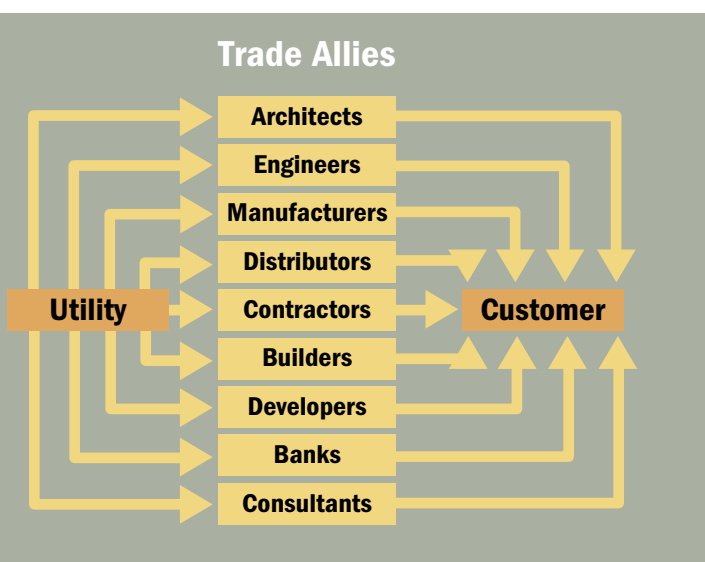 Trade Allies
Architects
Engineers
Manufacturers
Distributors
Utility
Contractors
Customer
Builders
Developers
Banks
Consultants